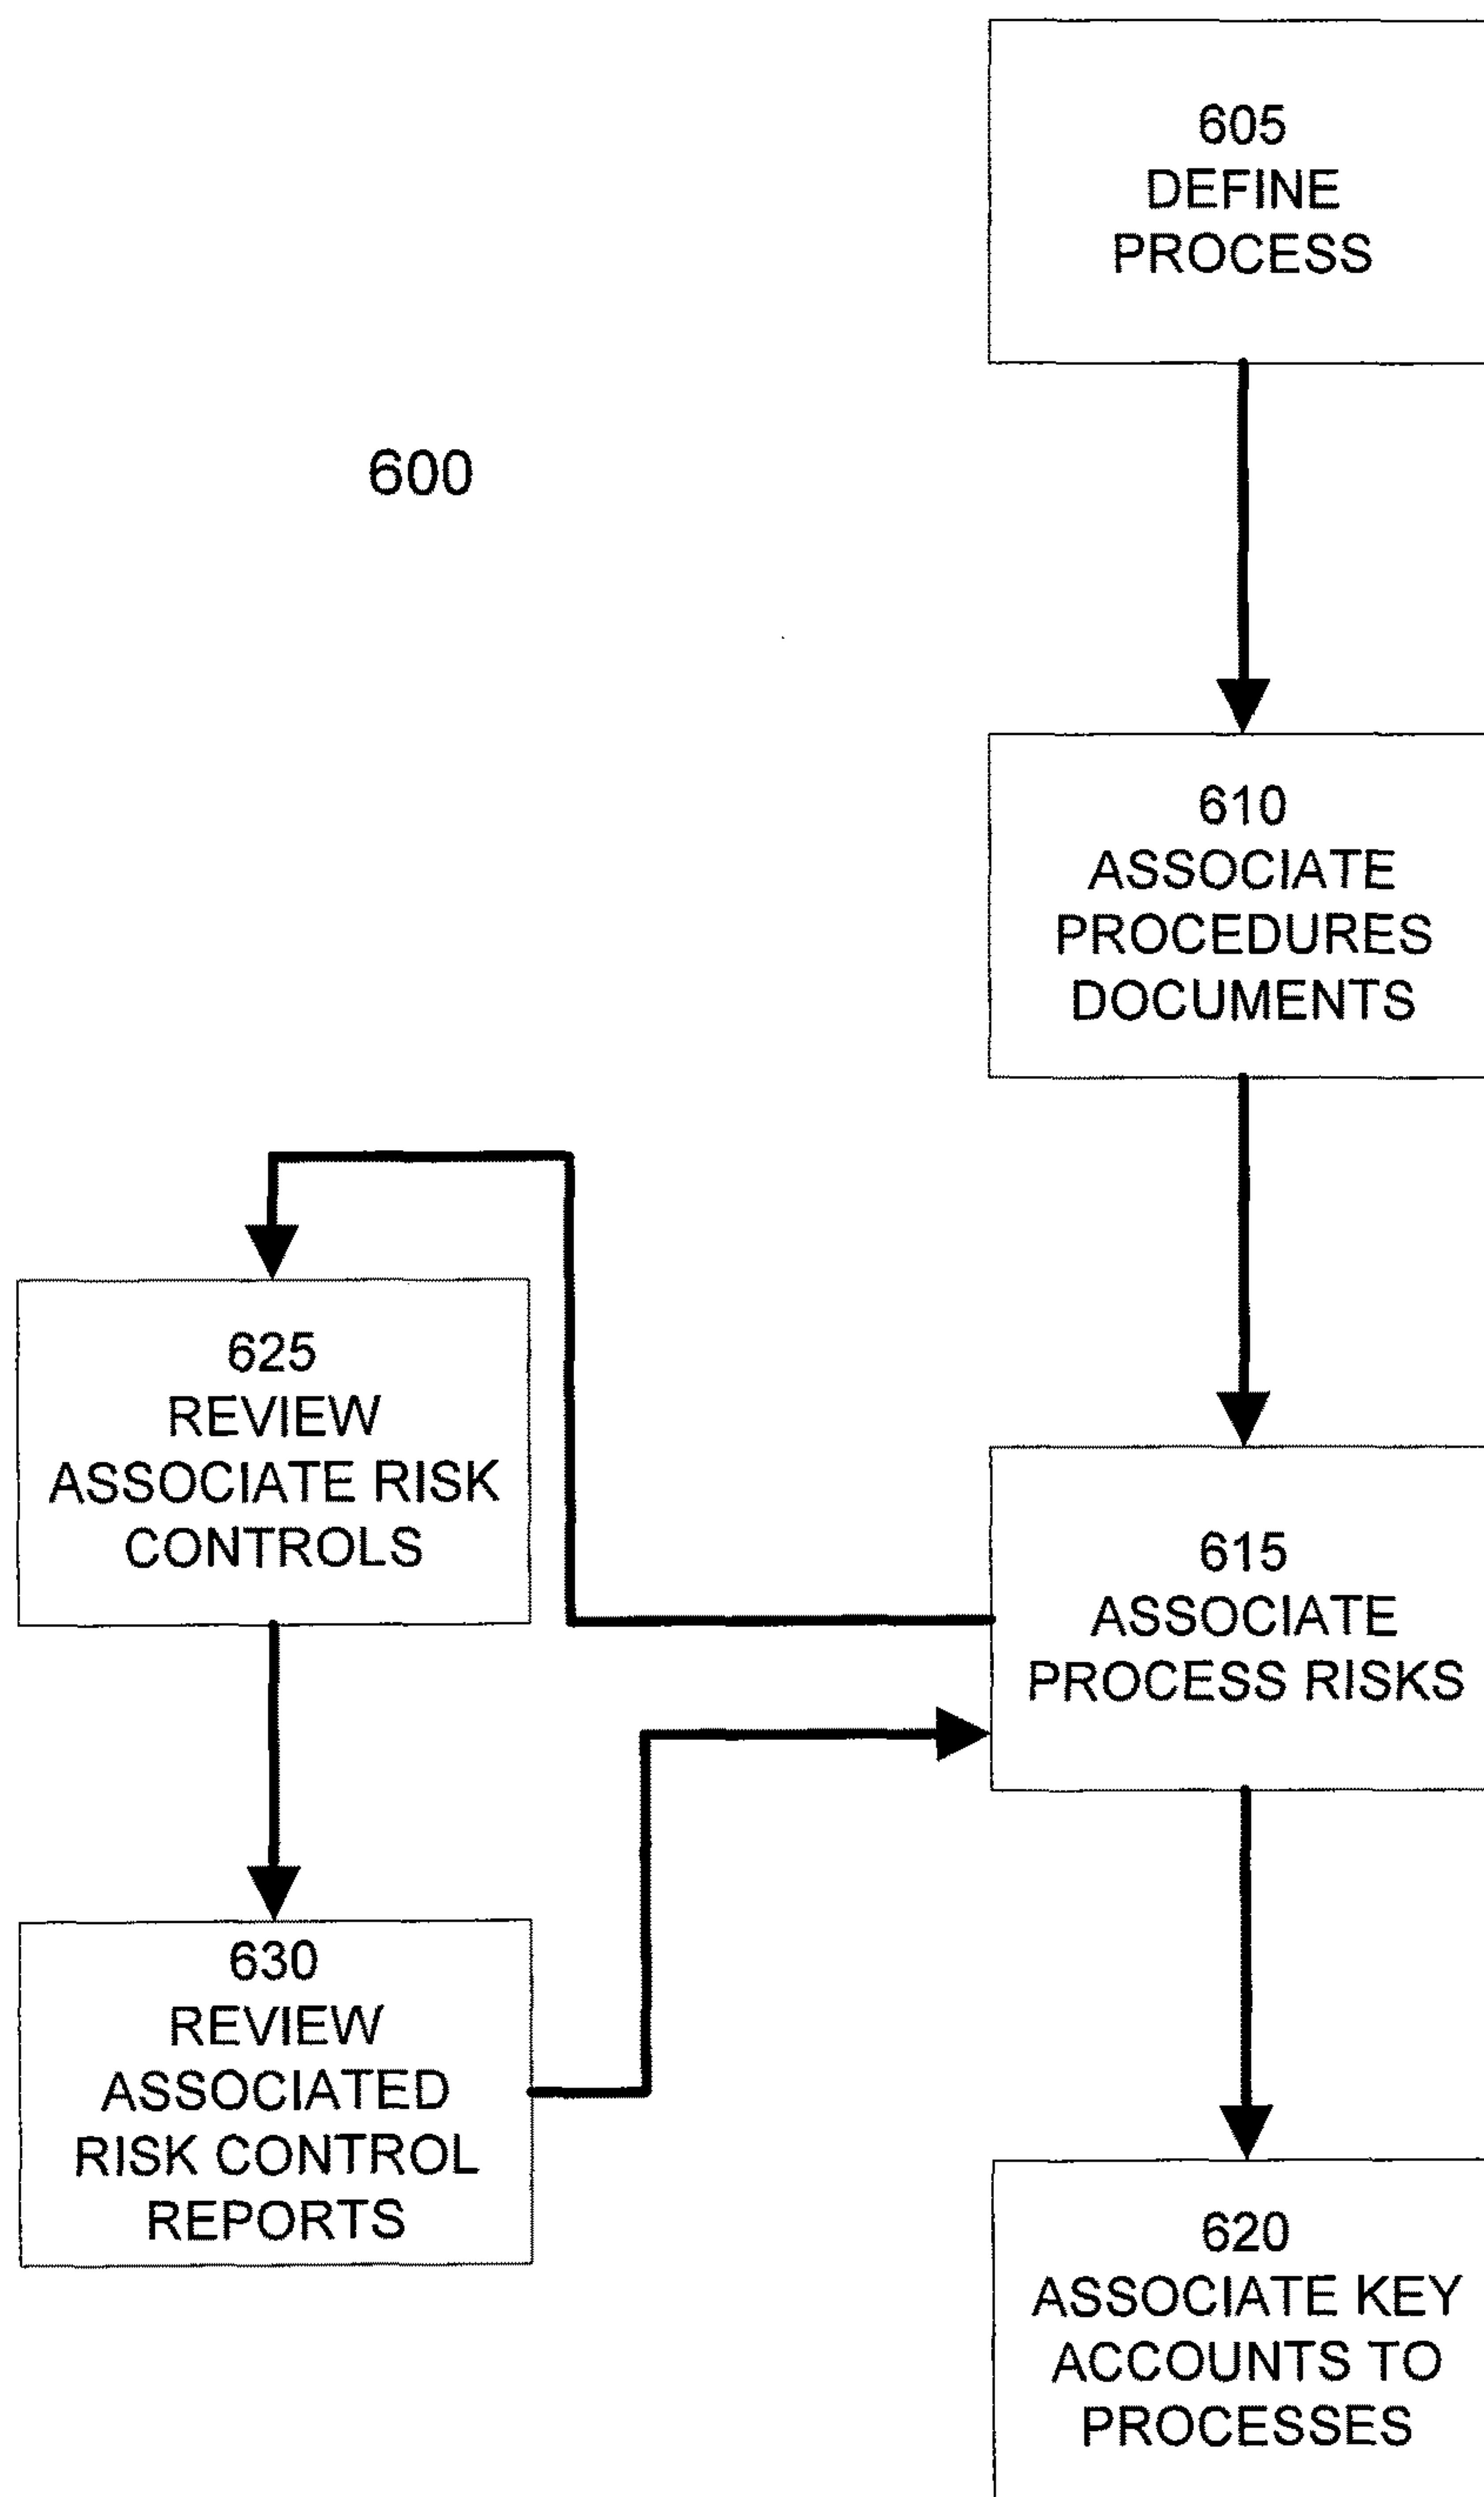 605
DEFINE
PROCESS
600
610
ASSOCIATE
PROCEDURES
DOCUMENTS
625
REVIEW
ASSOCIATE RISK
CONTROLS
615
ASSOCIATE
PROCESS RISKS
630
REVIEW
ASSOCIATED
RISK CONTROL
REPORTS
620
ASSOCIATE KEY
ACCOUNTS TO
PROCESSES